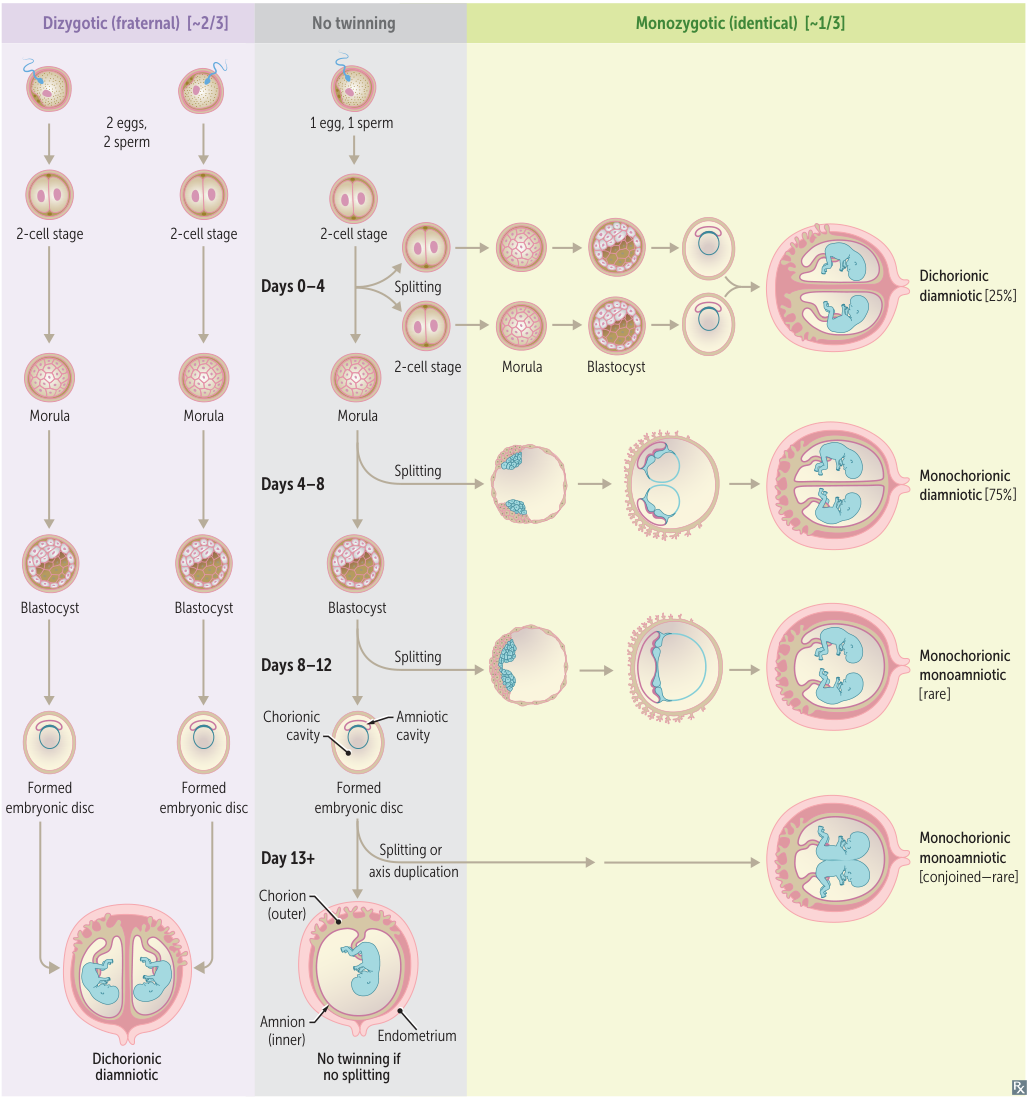 Dizygotic (fraternal) [~2/3]
No twinning
Monozygotic (identical) [~1/3]
2 eggs,
2 sperm
1 egg, 1 sperm
2-cell stage
2-cell stage
2-cell stage
Days 0–4
Splitting
2-cell stage
Morula
Blastocyst
Dichorionic
diamniotic [25%]
Morula
Morula
Morula
Days 4–8
Splitting
Monochorionic
diamniotic [75%]
Blastocyst
Blastocyst
Blastocyst
Days 8–12
Splitting
Monochorionic
monoamniotic
[rare]
Chorionic
cavity
Amniotic
cavity
Formed
embryonic disc
Formed
embryonic disc
Formed
embryonic disc
Day 13+
Splitting or
axis duplication
Monochorionic
monoamniotic
[conjoined—rare]
Chorion
(outer)
Amnion
(inner)
Endometrium
Dichorionic
diamniotic
No twinning if
no splitting
Rx